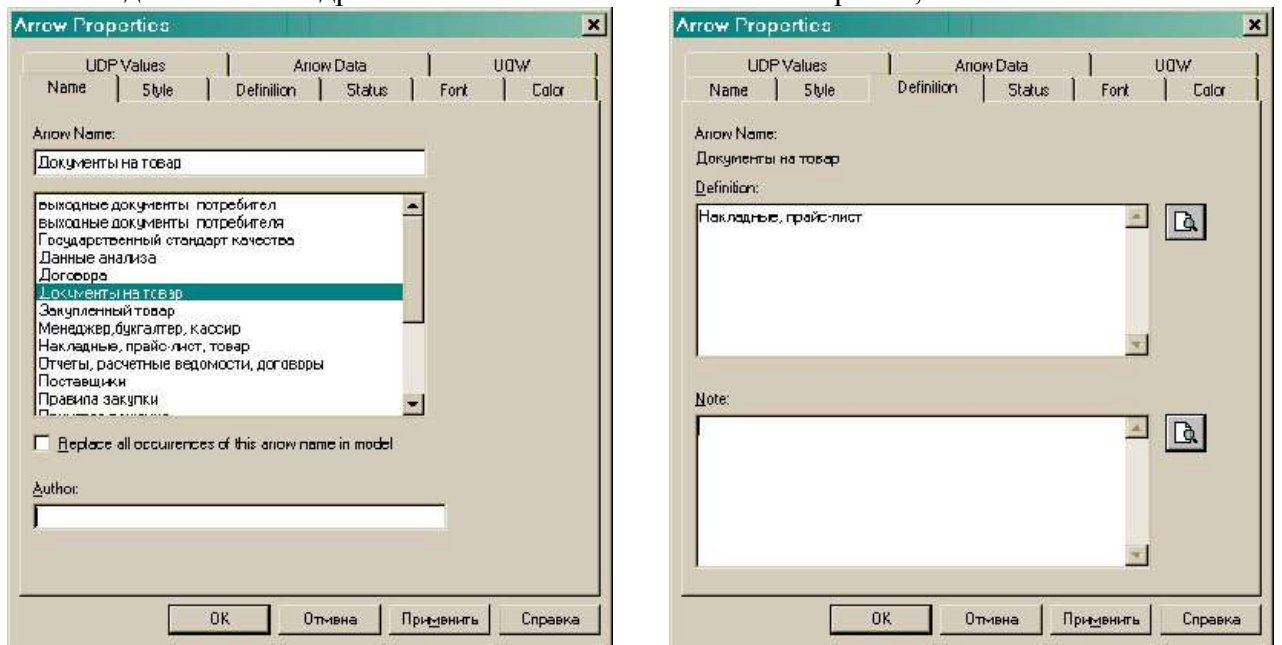 Arrow Properties
UDP Values Arrow Data UOW
Name Style Definition Status Font Color
Arrow Name:
Документы на товар
выходные документы потребител
выходные документы потребителя
Государственный стандарт качества
Данные анализа
Договора
Документы на товар
Закупленный товар
Менеджер,бухгалтер, кассир
Накладные, прайс-лист, товар
Отчеты, расчетные ведомости, договоры
Поставщики
Правила закупки
Replace all occurrences of this arrow name in model
Author:
OK Отмена Применить Справка
Arrow Properties
UDP Values Arrow Data UOW
Name Style Definition Status Font Color
Arrow Name:
Документы на товар
Definition:
Накладные, прайс-лист
Note:
OK Отмена Применить Справка